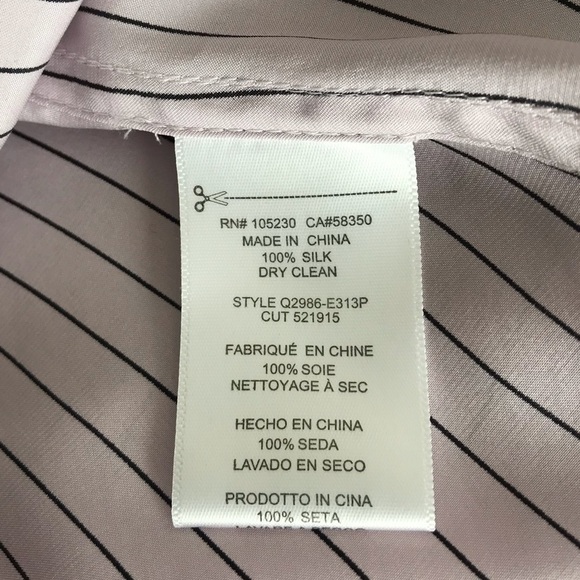 RN# 105230 CA#58350
MADE IN CHINA
100% SILK
DRY CLEAN
STYLE Q2986-E313P
CUT 521915
FABRIQUÉ EN CHINE
100% SOIE
NETTOYAGE À SEC
HECHO EN CHINA
100% SEDA
LAVADO EN SECO
PRODOTTO IN CINA
100% SETA